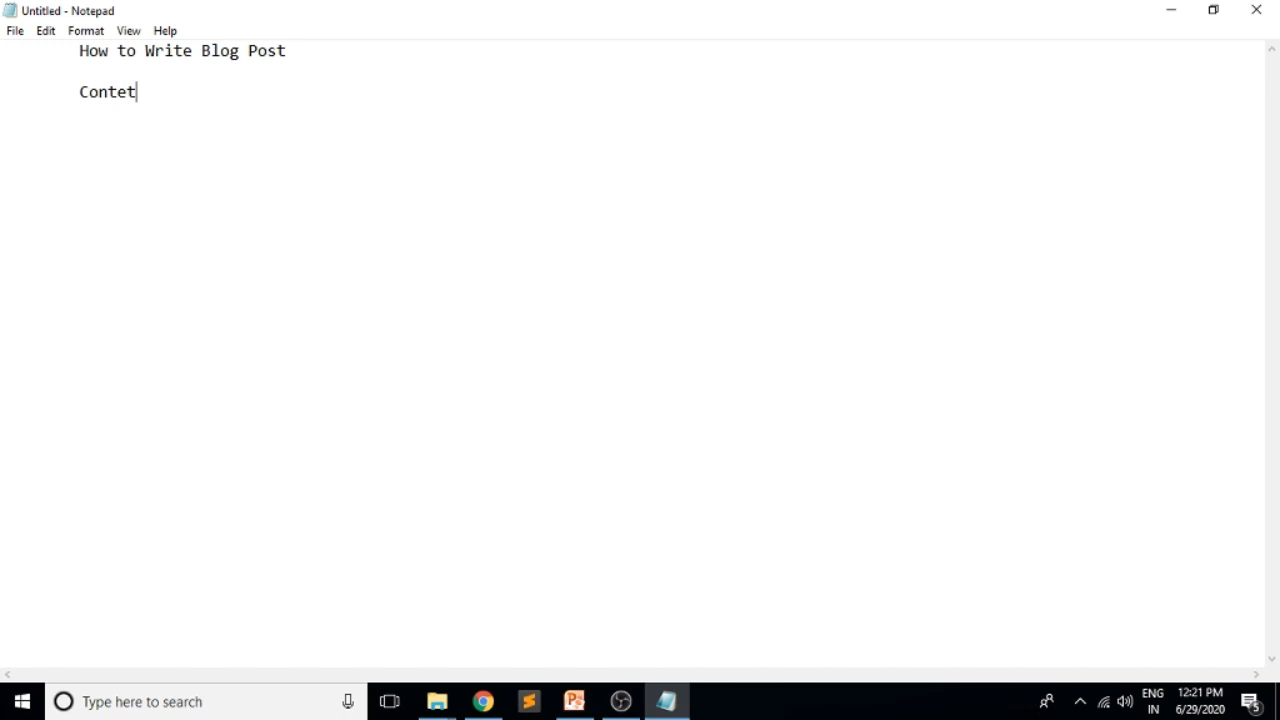 Untitled - Notepad
File Edit Format View Help
How to Write Blog Post
Contet
Type here to search
ENG
IN
12:21 PM
6/29/2020
5